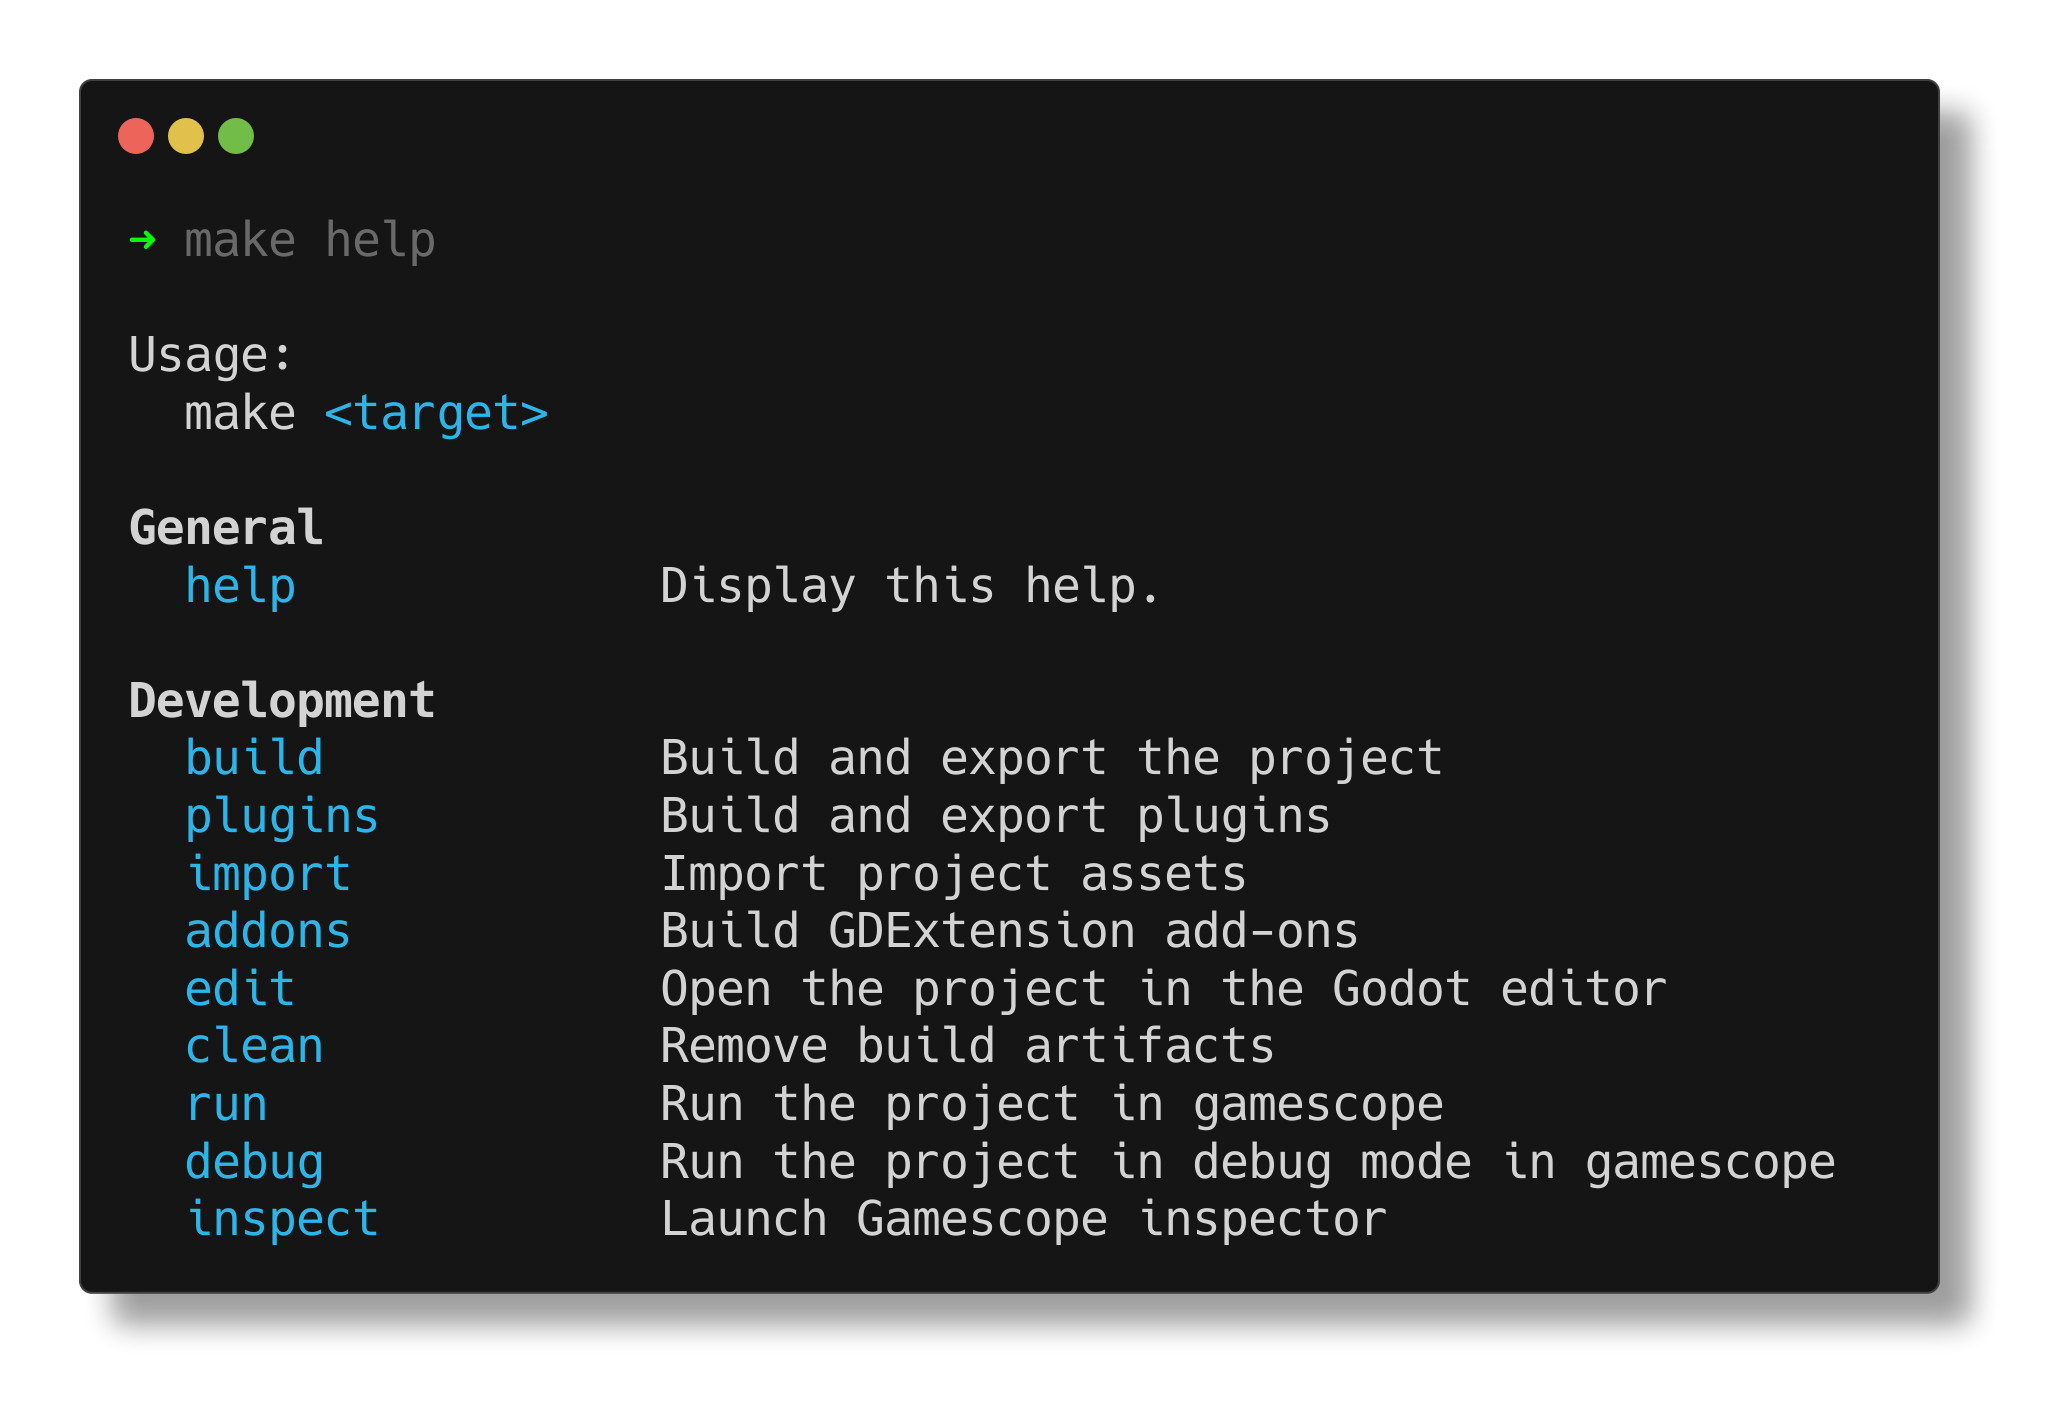 ➜ make help
Usage:
make <target>
General
help Display this help.
Development
build Build and export the project
plugins Build and export plugins
import Import project assets
addons Build GDExtension add-ons
edit Open the project in the Godot editor
clean Remove build artifacts
run Run the project in gamescope
debug Run the project in debug mode in gamescope
inspect Launch Gamescope inspector